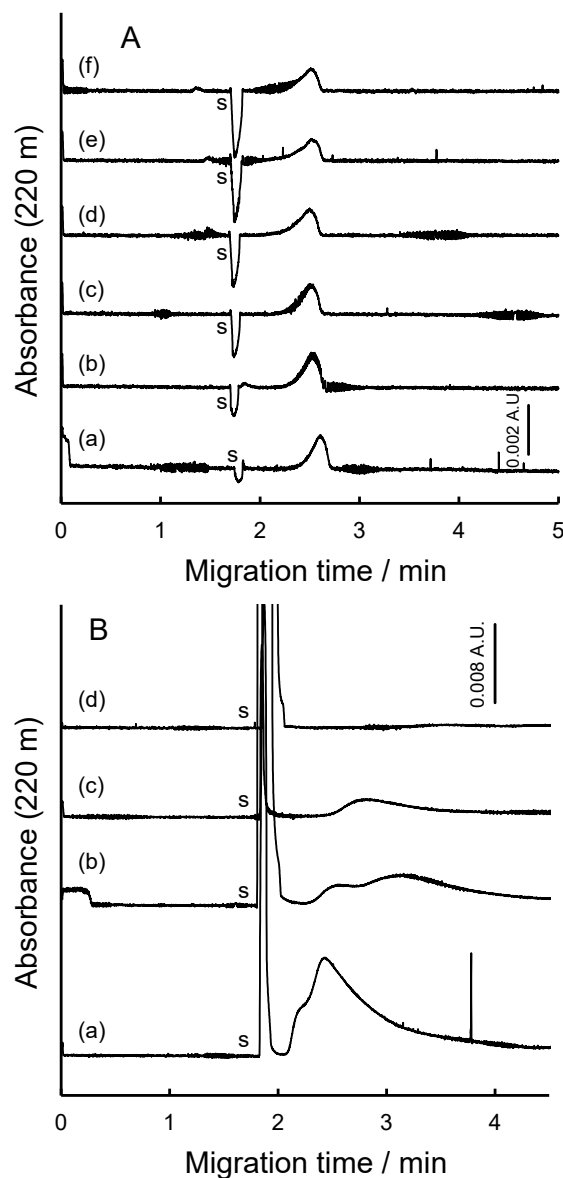 A
(f)
s
(e)
s
(d)
s
(c)
s
(b)
s
(a)
s
0.002 A.U.
Absorbance (220 m)
0 1 2 3 4 5
Migration time / min
B
0.008 A.U.
(d)
s
(c)
s
(b)
s
(a)
s
Absorbance (220 m)
0 1 2 3 4
Migration time / min